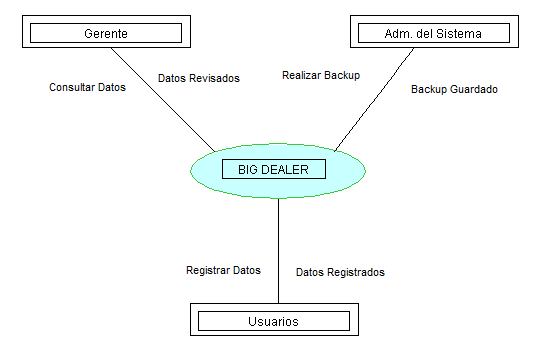 Gerente
Adm. del Sistema
Consultar Datos
Datos Revisados
Realizar Backup
Backup Guardado
BIG DEALER
Registrar Datos
Datos Registrados
Usuarios